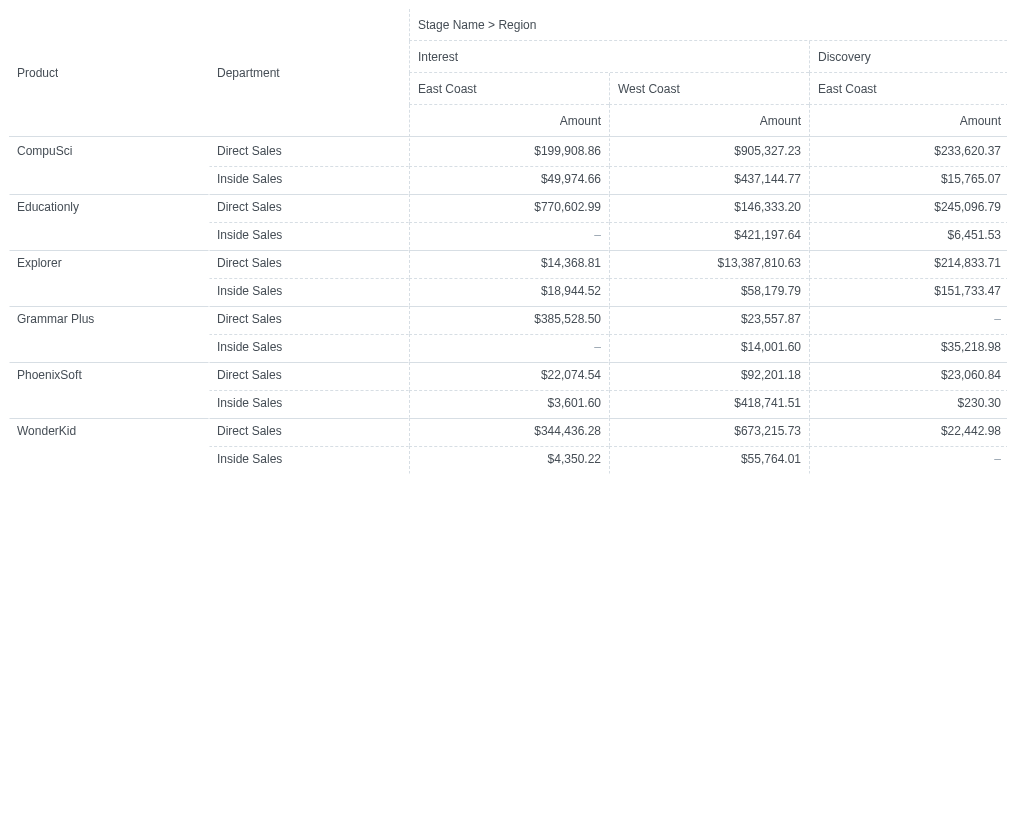 Stage Name > Region
Product Department Interest Discovery
East Coast West Coast East Coast
Amount Amount Amount
CompuSci Direct Sales $199,908.86 $905,327.23 $233,620.37
Inside Sales $49,974.66 $437,144.77 $15,765.07
Educationly Direct Sales $770,602.99 $146,333.20 $245,096.79
Inside Sales – $421,197.64 $6,451.53
Explorer Direct Sales $14,368.81 $13,387,810.63 $214,833.71
Inside Sales $18,944.52 $58,179.79 $151,733.47
Grammar Plus Direct Sales $385,528.50 $23,557.87 –
Inside Sales – $14,001.60 $35,218.98
PhoenixSoft Direct Sales $22,074.54 $92,201.18 $23,060.84
Inside Sales $3,601.60 $418,741.51 $230.30
WonderKid Direct Sales $344,436.28 $673,215.73 $22,442.98
Inside Sales $4,350.22 $55,764.01 –